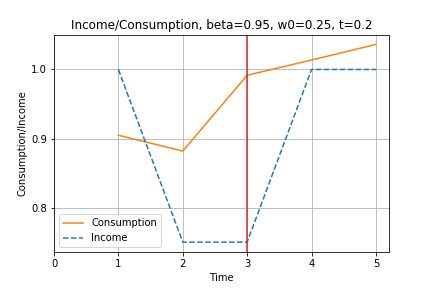 Income/Consumption, beta=0.95, w0=0.25, t=0.2
Consumption/Income
1.0
0.9
0.8
Consumption
Income
0 1 2 3 4 5
Time